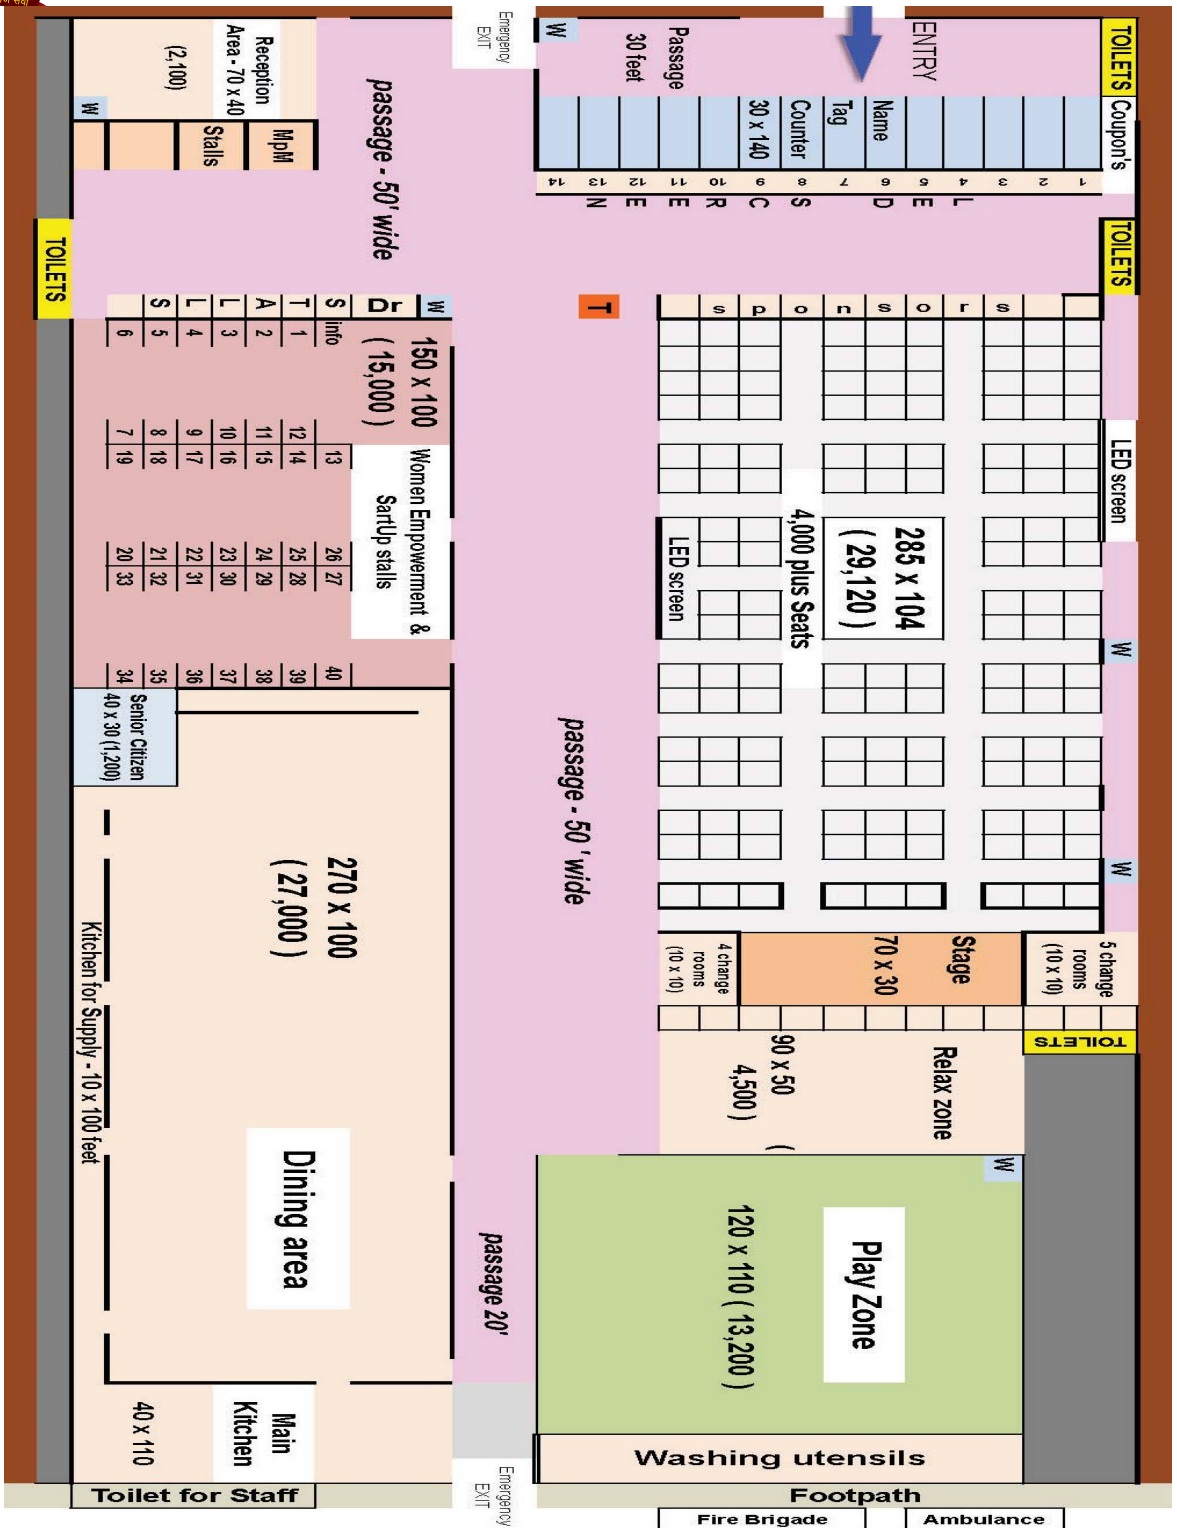 Emergency
EXIT
W
Passage
30 feet
ENTRY
TOILETS
Coupon's
Name
Tag
Counter
30 x 140
1 2 3 4 5 6 7 8 9 10 11 12 13 14
L E D S C R E E N
TOILETS
Reception
Area - 70 x 40
(2,100)
W
MpM
Stalls
passage - 50' wide
TOILETS
W
Dr
S T A L L S
info 1 2 3 4 5 6
150 x 100
( 15,000 )
12 11 10 9 8 7
13 14 15 16 17 18 19
Women Empowerment &
SartUp stalls
26 25 24 23 22 21 20
27 28 29 30 31 32 33
40 39 38 37 36 35 34
T
s r o s n o p s
LED screen
285 x 104
( 29,120 )
4,000 plus Seats
LED screen
W
W
passage - 50 ' wide
Senior Citizen
40 x 30 (1,200)
270 x 100
( 27,000 )
Kitchen for Supply - 10 x 100 feet
Dining area
5 change
rooms
(10 x 10)
Stage
70 x 30
4 change
rooms
(10 x 10)
TOILETS
Relax zone
90 x 50 (
4,500 )
W
Play Zone
120 x 110 ( 13,200 )
passage 20'
Main
Kitchen
40 x 110
Washing utensils
Emergency
EXIT
Toilet for Staff
Footpath
Fire Brigade
Ambulance